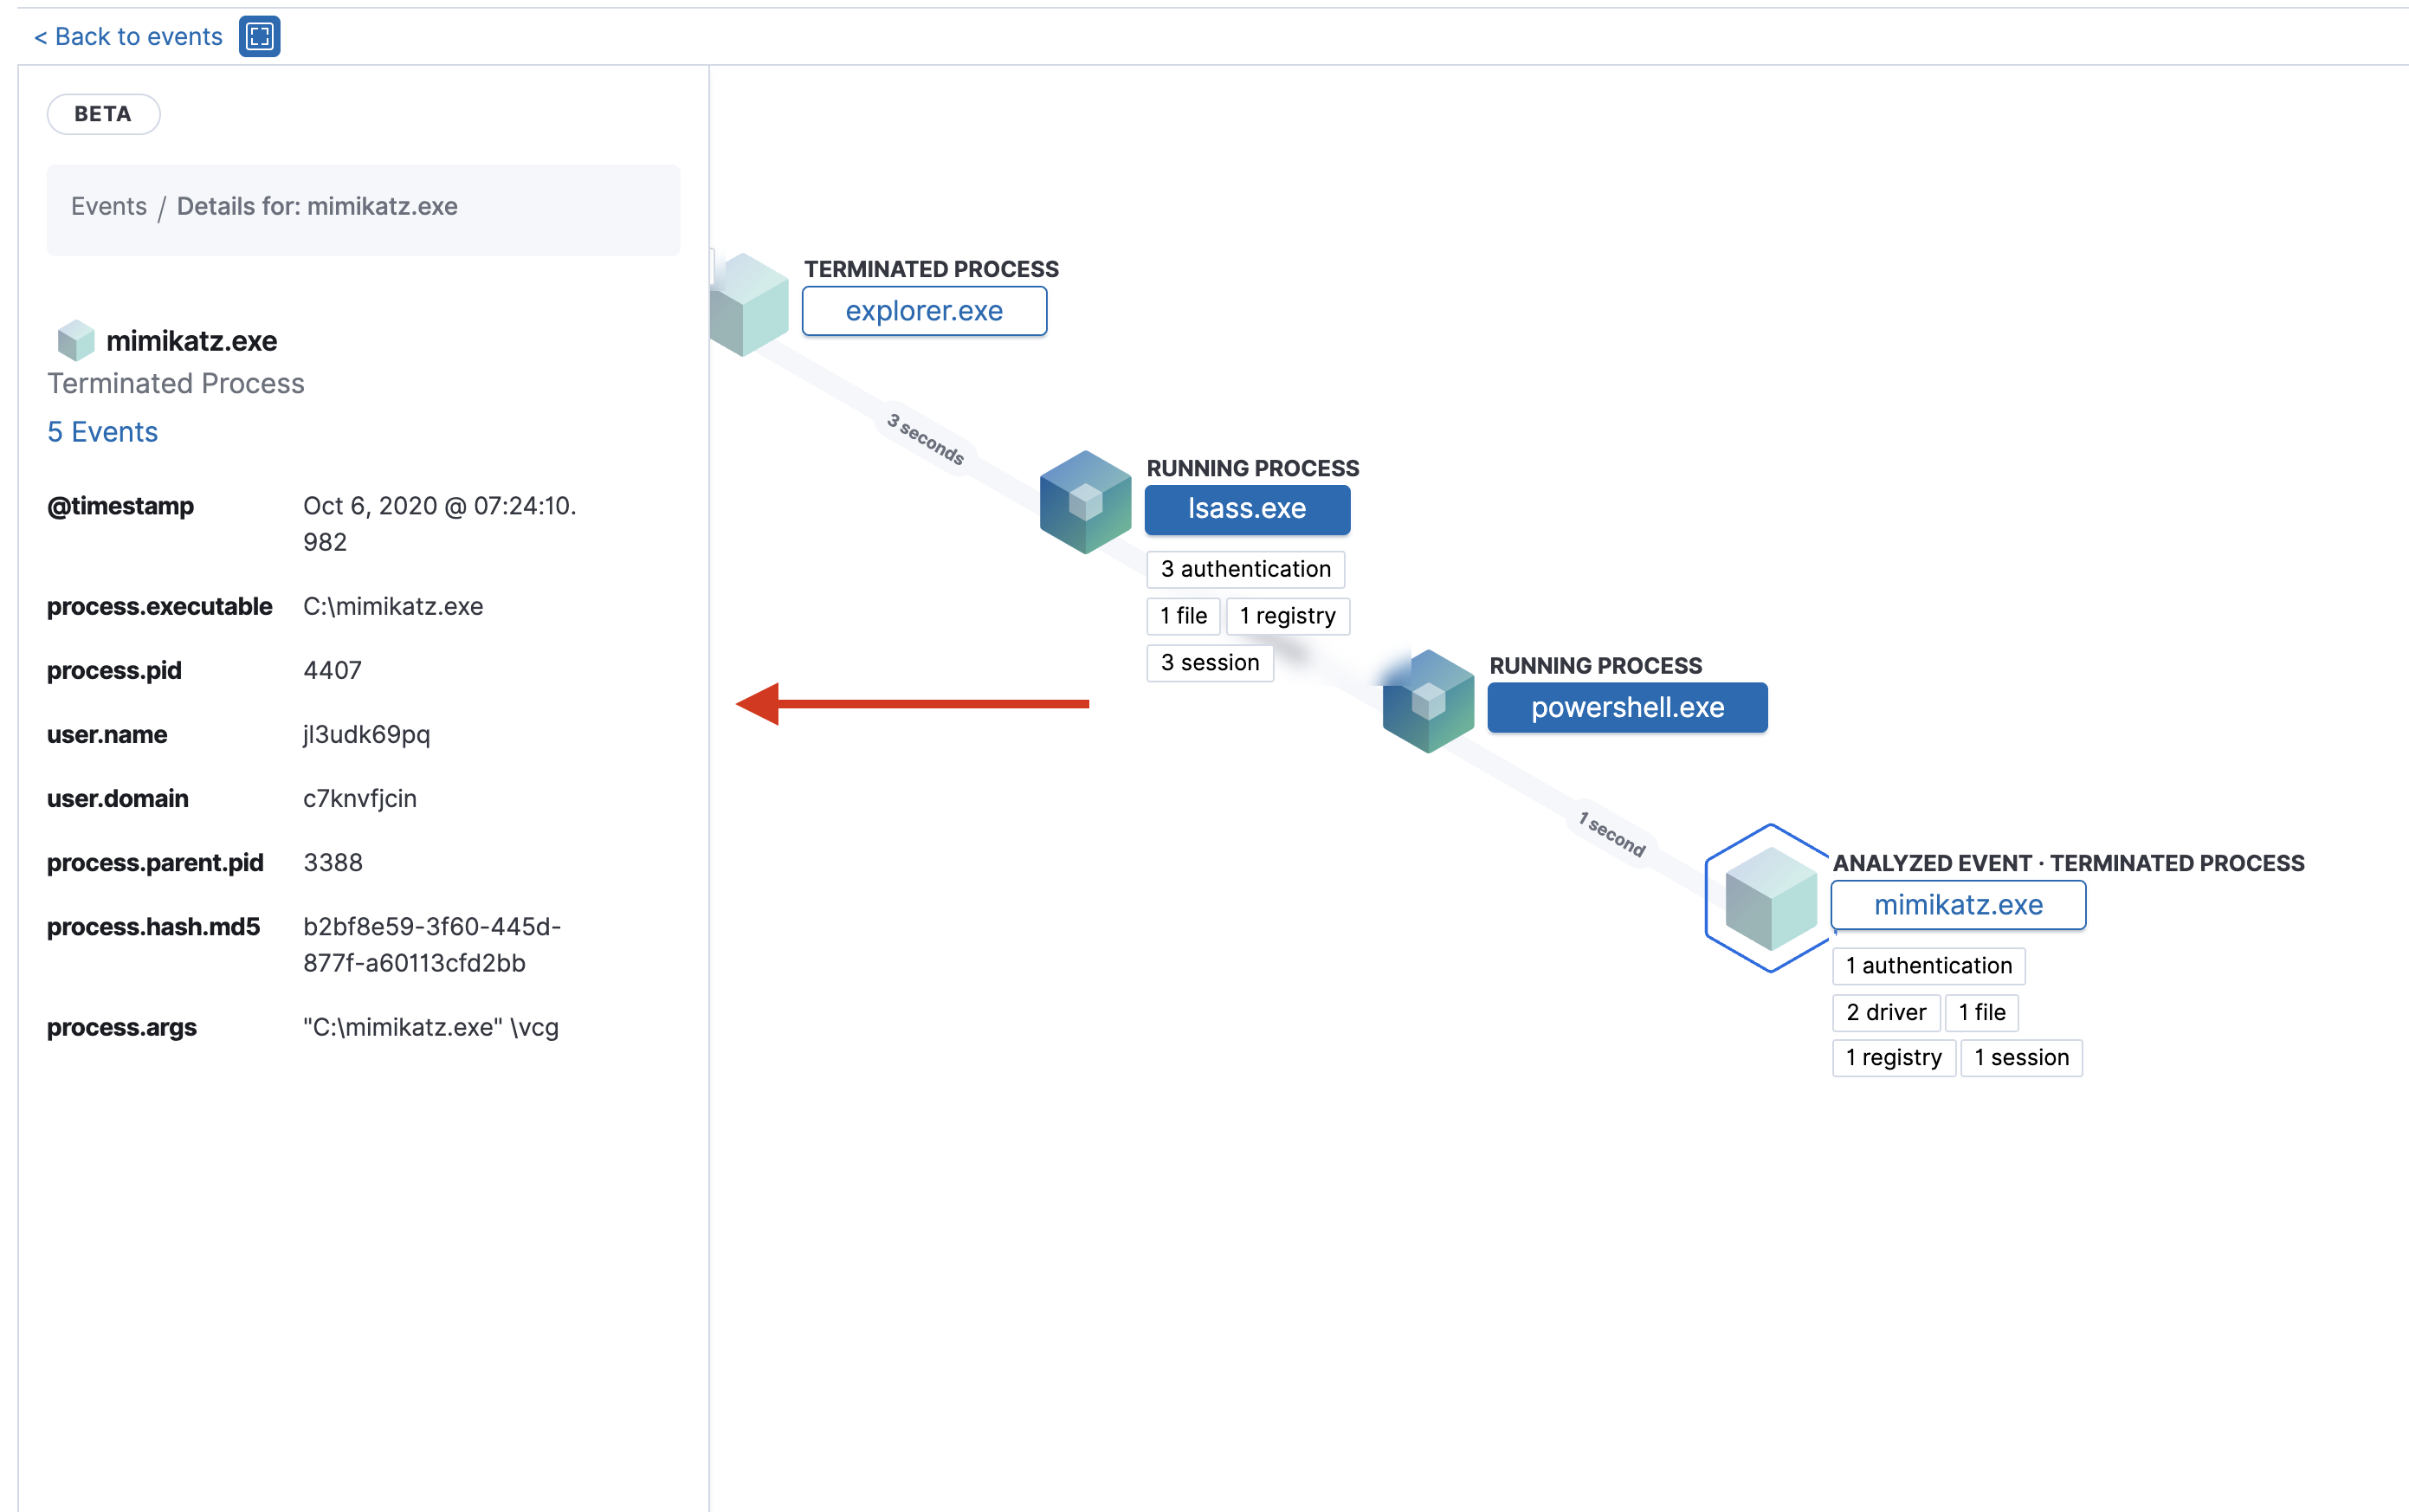 < Back to events
BETA
Events / Details for: mimikatz.exe
mimikatz.exe
Terminated Process
5 Events
@timestamp Oct 6, 2020 @ 07:24:10.
982
process.executable C:\mimikatz.exe
process.pid 4407
user.name jl3udk69pq
user.domain c7knvfjcin
process.parent.pid 3388
process.hash.md5 b2bf8e59-3f60-445d-
877f-a60113cfd2bb
process.args "C:\mimikatz.exe" \vcg
TERMINATED PROCESS
explorer.exe
3 seconds
RUNNING PROCESS
lsass.exe
3 authentication
1 file 1 registry
3 session
RUNNING PROCESS
powershell.exe
1 second
ANALYZED EVENT · TERMINATED PROCESS
mimikatz.exe
1 authentication
2 driver 1 file
1 registry 1 session